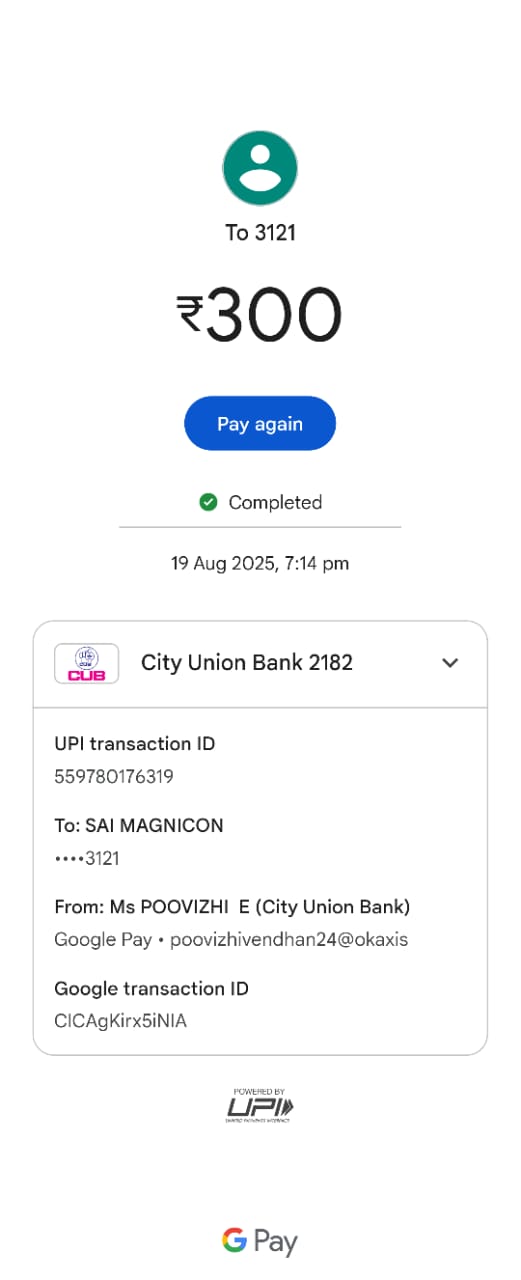 To 3121
₹300
Pay again
Completed
19 Aug 2025, 7:14 pm
CUB
City Union Bank 2182
UPI transaction ID
559780176319
To: SAI MAGNICON
••••3121
From: Ms POOVIZHI E (City Union Bank)
Google Pay • poovizhivendhan24@okaxis
Google transaction ID
CICAgKirx5iNIA
POWERED BY
UPI
UNIFIED PAYMENTS INTERFACE
G Pay